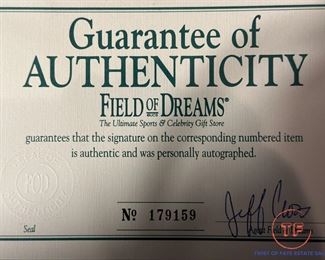 Guarantee of
AUTHENTICITY
FIELD OF DREAMS®
The Ultimate Sports & Celebrity Gift Store
guarantees that the signature on the corresponding numbered item
is authentic and was personally autographed.
Seal
Nº 179159
TF